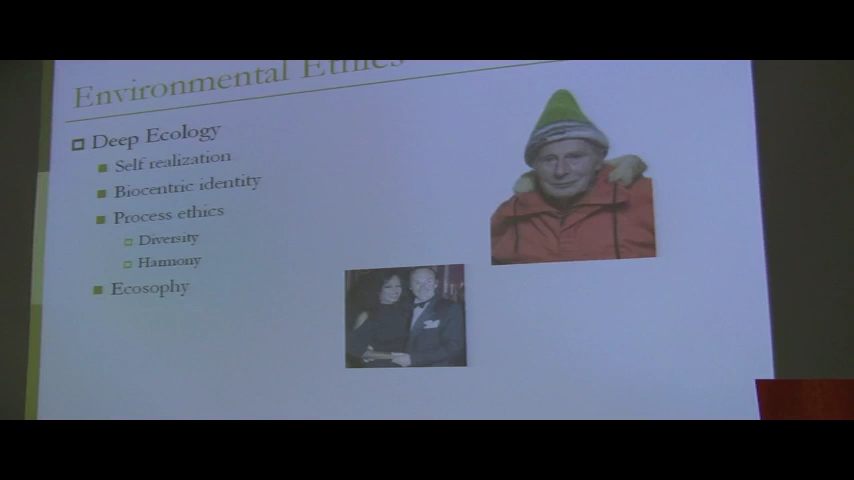 Environmental Ethics
Deep Ecology
Self realization
Biocentric identity
Process ethics
Diversity
Harmony
Ecosophy